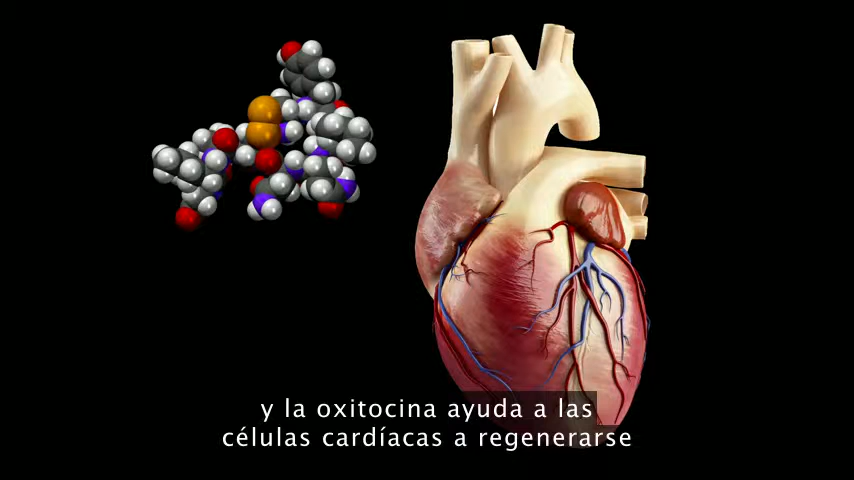 y la oxitocina ayuda a las
células cardíacas a regenerarse